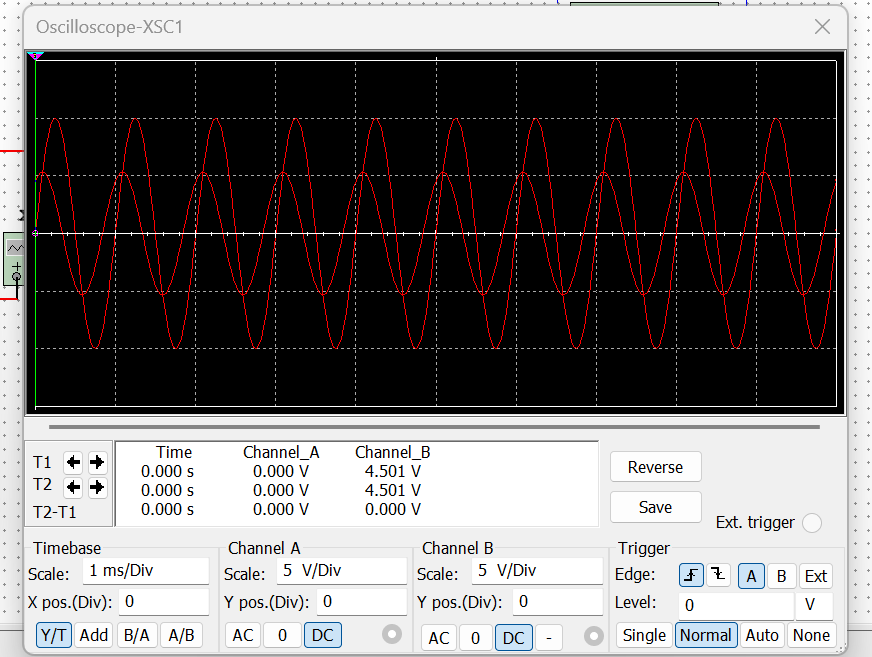 Oscilloscope-XSC1
Time Channel_A Channel_B
T1 0.000 s 0.000 V 4.501 V
T2 0.000 s 0.000 V 4.501 V
T2-T1 0.000 s 0.000 V 0.000 V
Reverse
Save
Ext. trigger
Timebase
Scale: 1 ms/Div
X pos.(Div): 0
Y/T Add B/A A/B
Channel A
Scale: 5 V/Div
Y pos.(Div): 0
AC 0 DC
Channel B
Scale: 5 V/Div
Y pos.(Div): 0
AC 0 DC -
Trigger
Edge: A B Ext
Level: 0 V
Single Normal Auto None